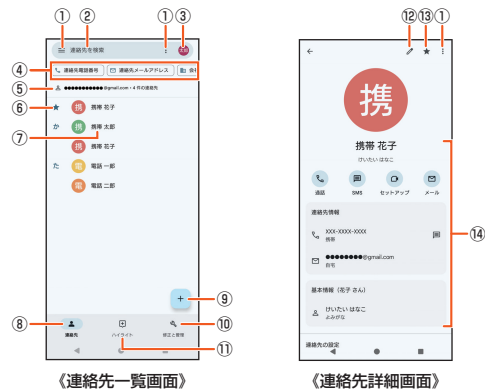 ① ② ① ③
連絡先を検索
④ 連絡先電話番号 連絡先メールアドレス 会社
⑤ ●●●●●●●●●●● @gmail.com・4 件の連絡先
⑥ ★ 携 携帯 花子
⑦ か 携 携帯 太郎
携 携帯 花子
た 電 電話 一郎
電 電話 二郎
+ ⑨
⑧ 連絡先 ハイライト 修正と管理 ⑩
⑪
《連絡先一覧画面》
⑫ ⑬ ①
携
携帯 花子
けいたい はなこ
通話 SMS セットアップ メール
連絡先情報
XXX-XXXX-XXXX
携帯
⑭
●●●●●●●●@gmail.com
自宅
基本情報（花子 さん）
けいたい はなこ
よみがな
連絡先の設定
《連絡先詳細画面》